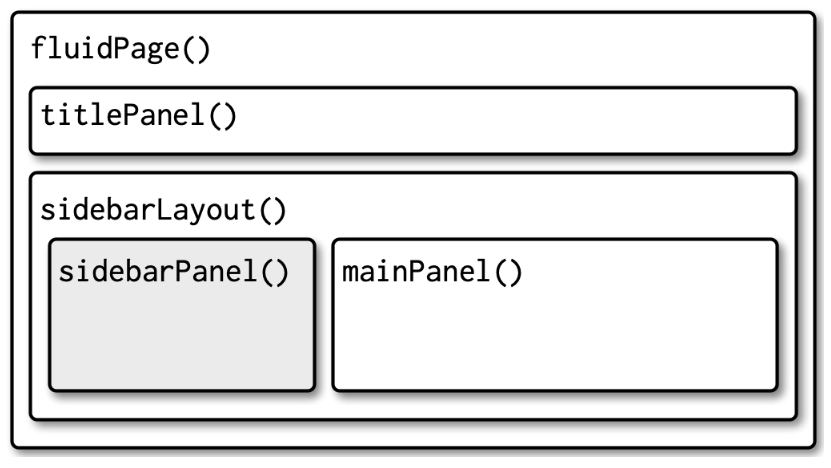 fluidPage()
titlePanel()
sidebarLayout()
sidebarPanel()
mainPanel()